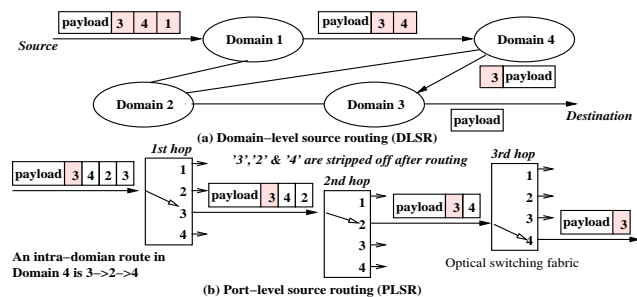 payload 3 4 1
Source
Domain 1
payload 3 4
Domain 4
3 payload
Domain 2
Domain 3
payload
Destination
(a) Domain-level source routing (DLSR)
1st hop
'3','2' & '4' are stripped off after routing
3rd hop
payload 3 4 2 3
1
2
3
4
payload 3 4 2
2nd hop
1
2
3
4
payload 3 4
1
2
3
4
payload 3
An intra-domian route in
Domain 4 is 3->2->4
Optical switching fabric
(b) Port-level source routing (PLSR)